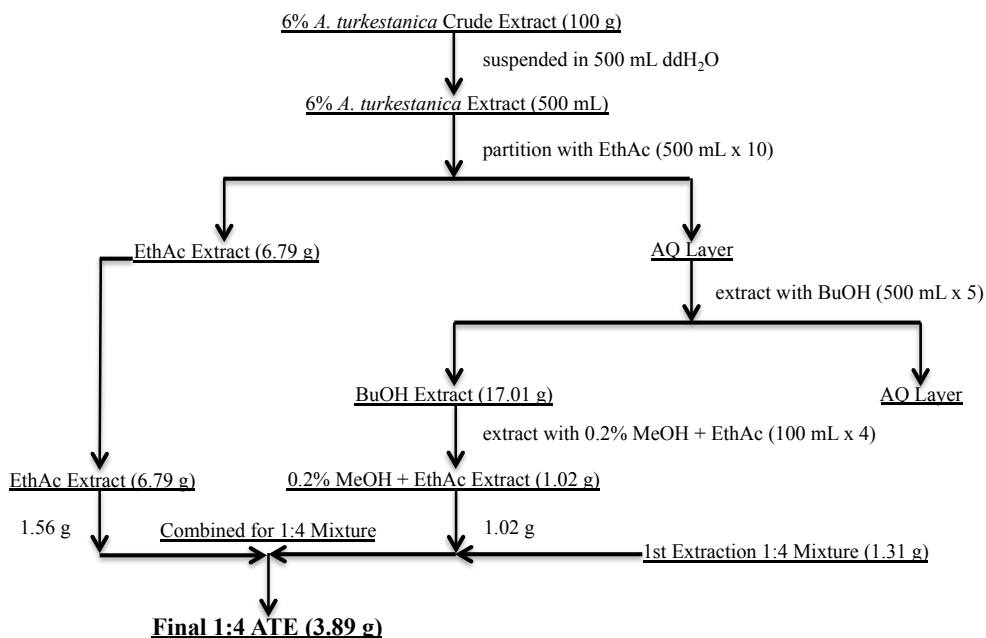 6% A. turkestanica Crude Extract (100 g)
suspended in 500 mL ddH₂O
6% A. turkestanica Extract (500 mL)
partition with EthAc (500 mL x 10)
EthAc Extract (6.79 g)
AQ Layer
extract with BuOH (500 mL x 5)
BuOH Extract (17.01 g)
AQ Layer
extract with 0.2% MeOH + EthAc (100 mL x 4)
EthAc Extract (6.79 g)
0.2% MeOH + EthAc Extract (1.02 g)
1.56 g
Combined for 1:4 Mixture
1.02 g
1st Extraction 1:4 Mixture (1.31 g)
Final 1:4 ATE (3.89 g)